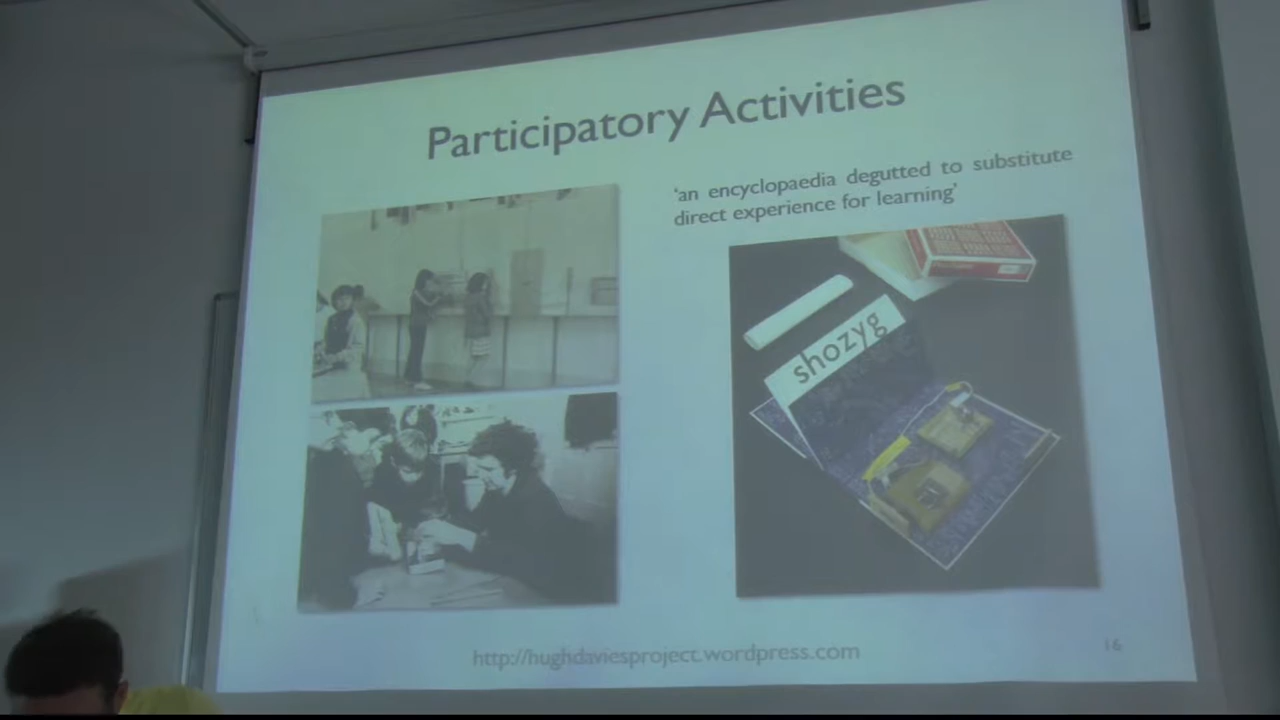 Participatory Activities
'an encyclopaedia degutted to substitute
direct experience for learning'
shozyg
http://hughdaviesproject.wordpress.com
16